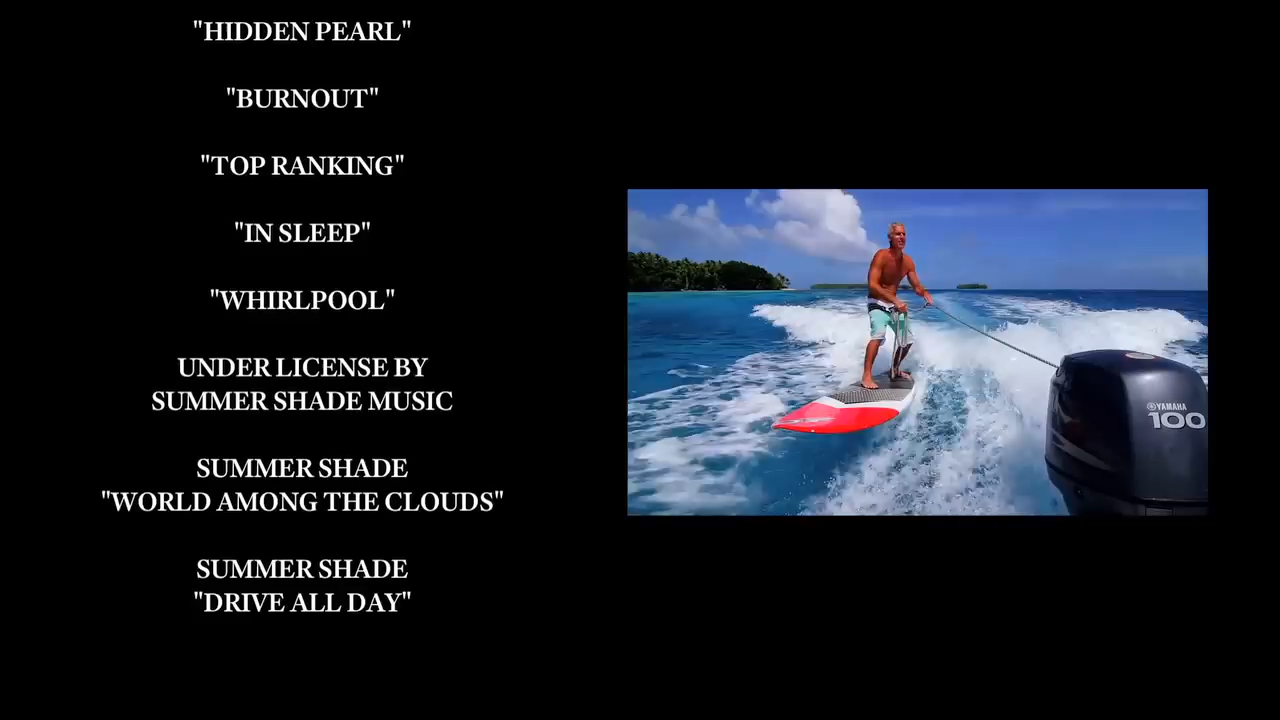 "HIDDEN PEARL"
"BURNOUT"
"TOP RANKING"
"IN SLEEP"
"WHIRLPOOL"
UNDER LICENSE BY
SUMMER SHADE MUSIC
SUMMER SHADE
"WORLD AMONG THE CLOUDS"
SUMMER SHADE
"DRIVE ALL DAY"
YAMAHA
100